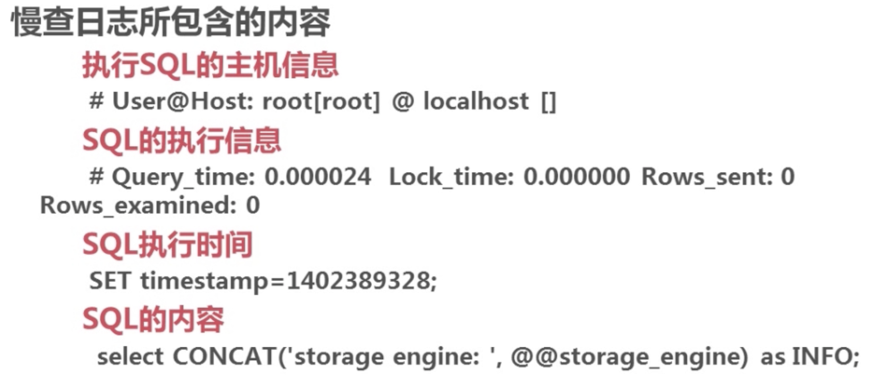 慢查日志所包含的内容
执行SQL的主机信息
# User@Host: root[root] @ localhost []
SQL的执行信息
# Query_time: 0.000024  Lock_time: 0.000000 Rows_sent: 0
Rows_examined: 0
SQL执行时间
SET timestamp=1402389328;
SQL的内容
select CONCAT('storage engine: ', @@storage_engine) as INFO;